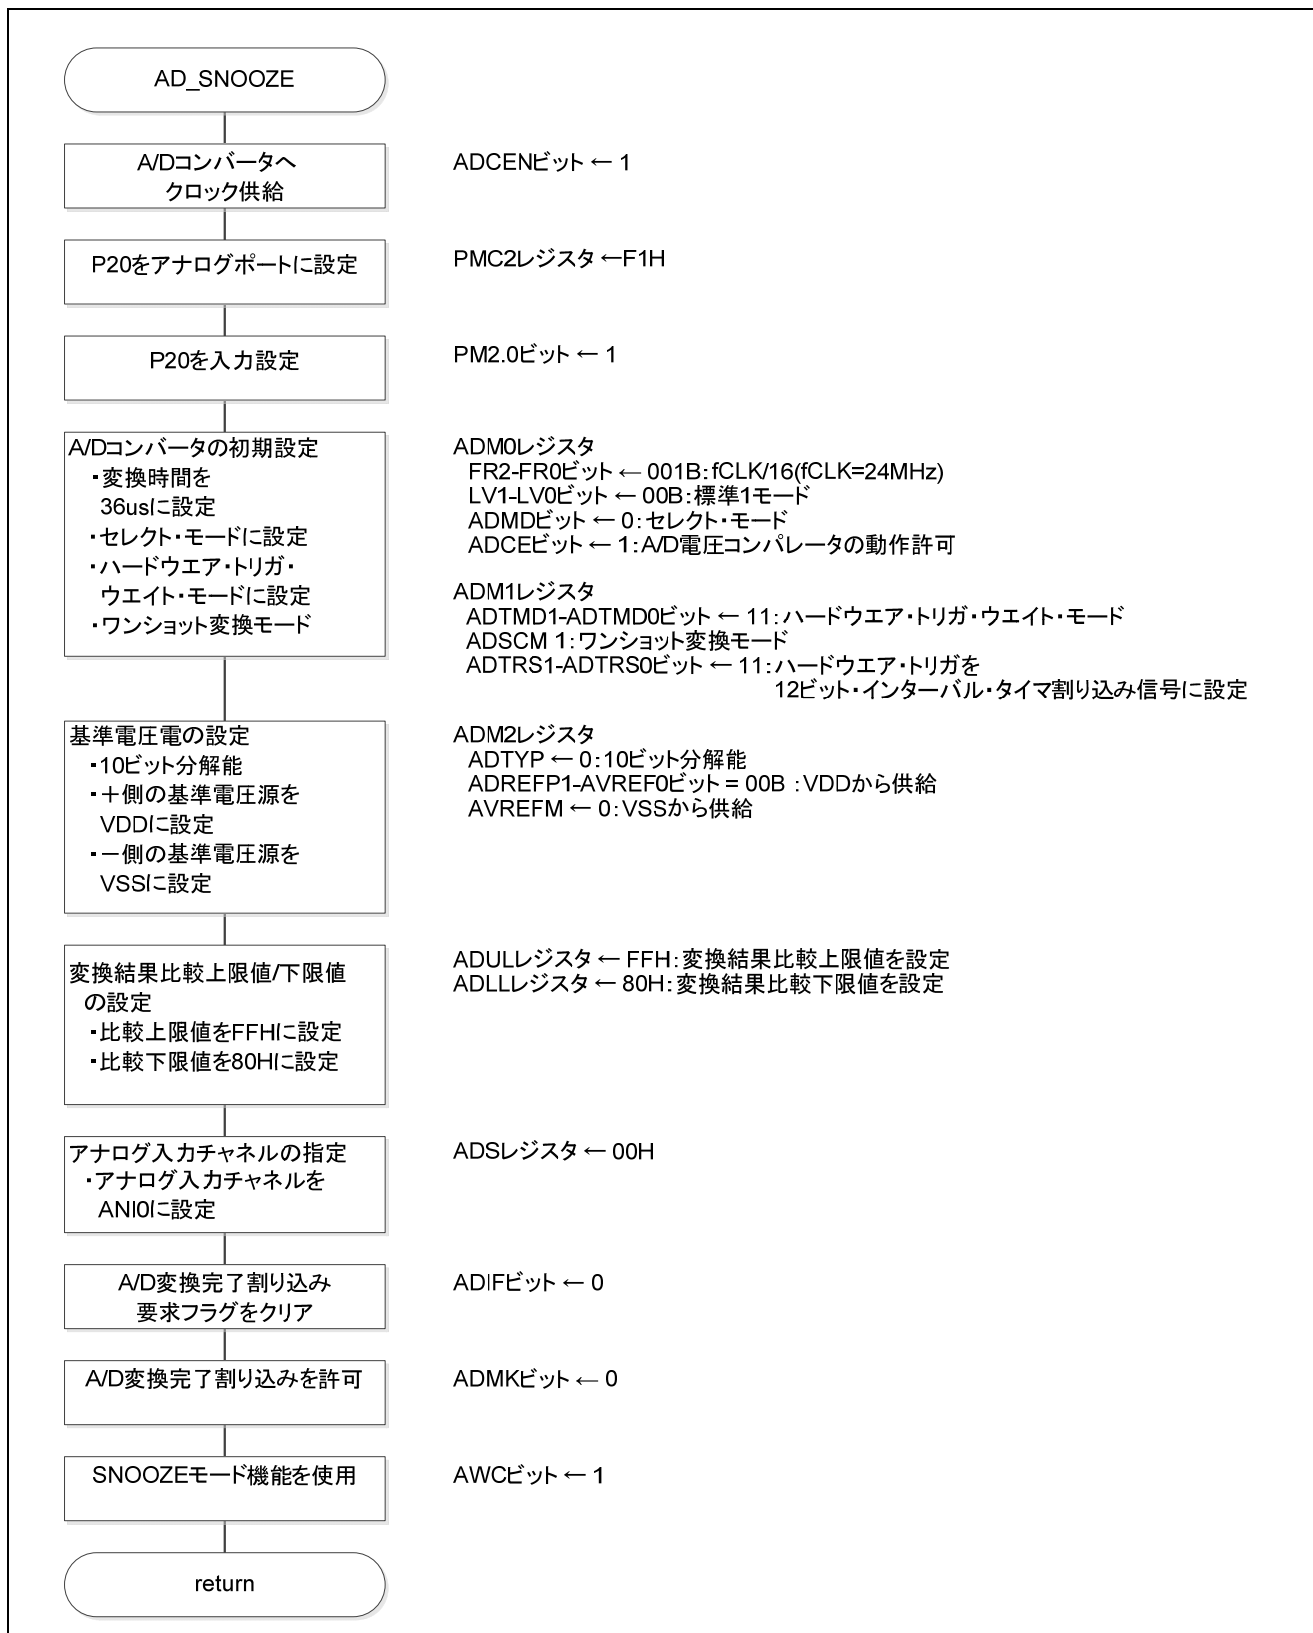 AD_SNOOZE
A/Dコンバータへ
クロック供給
ADCENビット ← 1
P20をアナログポートに設定
PMC2レジスタ ←F1H
P20を入力設定
PM2.0ビット ← 1
A/Dコンバータの初期設定
・変換時間を
36usに設定
・セレクト・モードに設定
・ハードウエア・トリガ・
ウエイト・モードに設定
・ワンショット変換モード
ADM0レジスタ
FR2-FR0ビット ← 001B:fCLK/16(fCLK=24MHz)
LV1-LV0ビット ← 00B:標準1モード
ADMDビット ← 0:セレクト・モード
ADCEビット ← 1:A/D電圧コンパレータの動作許可
ADM1レジスタ
ADTMD1-ADTMD0ビット ← 11:ハードウエア・トリガ・ウエイト・モード
ADSCM 1:ワンショット変換モード
ADTRS1-ADTRS0ビット ← 11:ハードウエア・トリガを
12ビット・インターバル・タイマ割り込み信号に設定
基準電圧電の設定
・10ビット分解能
・+側の基準電圧源を
VDDに設定
・-側の基準電圧源を
VSSに設定
ADM2レジスタ
ADTYP ← 0:10ビット分解能
ADREFP1-AVREF0ビット = 00B :VDDから供給
AVREFM ← 0:VSSから供給
変換結果比較上限値/下限値
の設定
・比較上限値をFFHに設定
・比較下限値を80Hに設定
ADULレジスタ ← FFH:変換結果比較上限値を設定
ADLLレジスタ ← 80H:変換結果比較下限値を設定
アナログ入力チャネルの指定
・アナログ入力チャネルを
ANI0に設定
ADSレジスタ ← 00H
A/D変換完了割り込み
要求フラグをクリア
ADIFビット ← 0
A/D変換完了割り込みを許可
ADMKビット ← 0
SNOOZEモード機能を使用
AWCビット ← 1
return